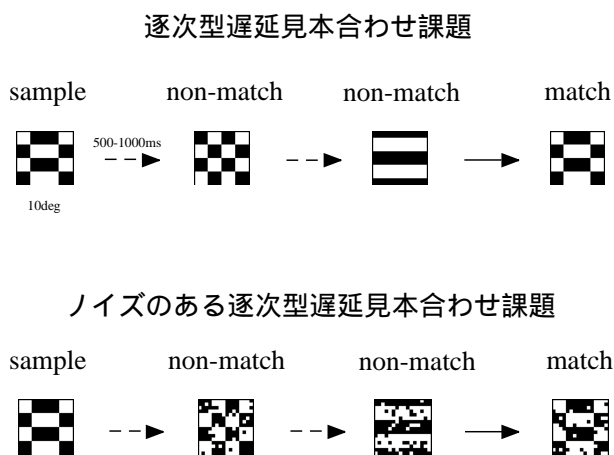 逐次型遅延見本合わせ課題
sample non-match non-match match
500-1000ms
10deg
ノイズのある逐次型遅延見本合わせ課題
sample non-match non-match match